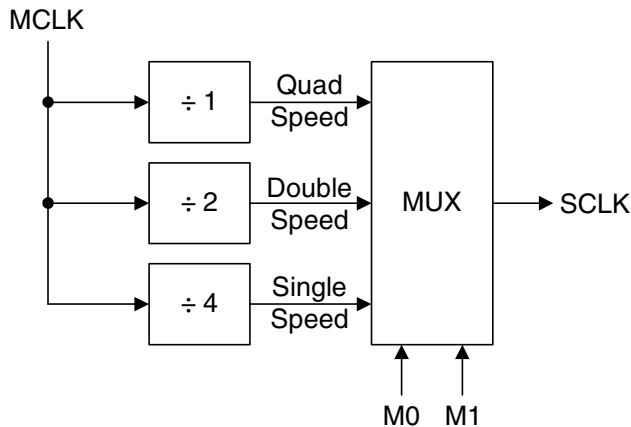 MCLK
÷ 1
Quad
Speed
÷ 2
Double
Speed
MUX
SCLK
÷ 4
Single
Speed
M0
M1